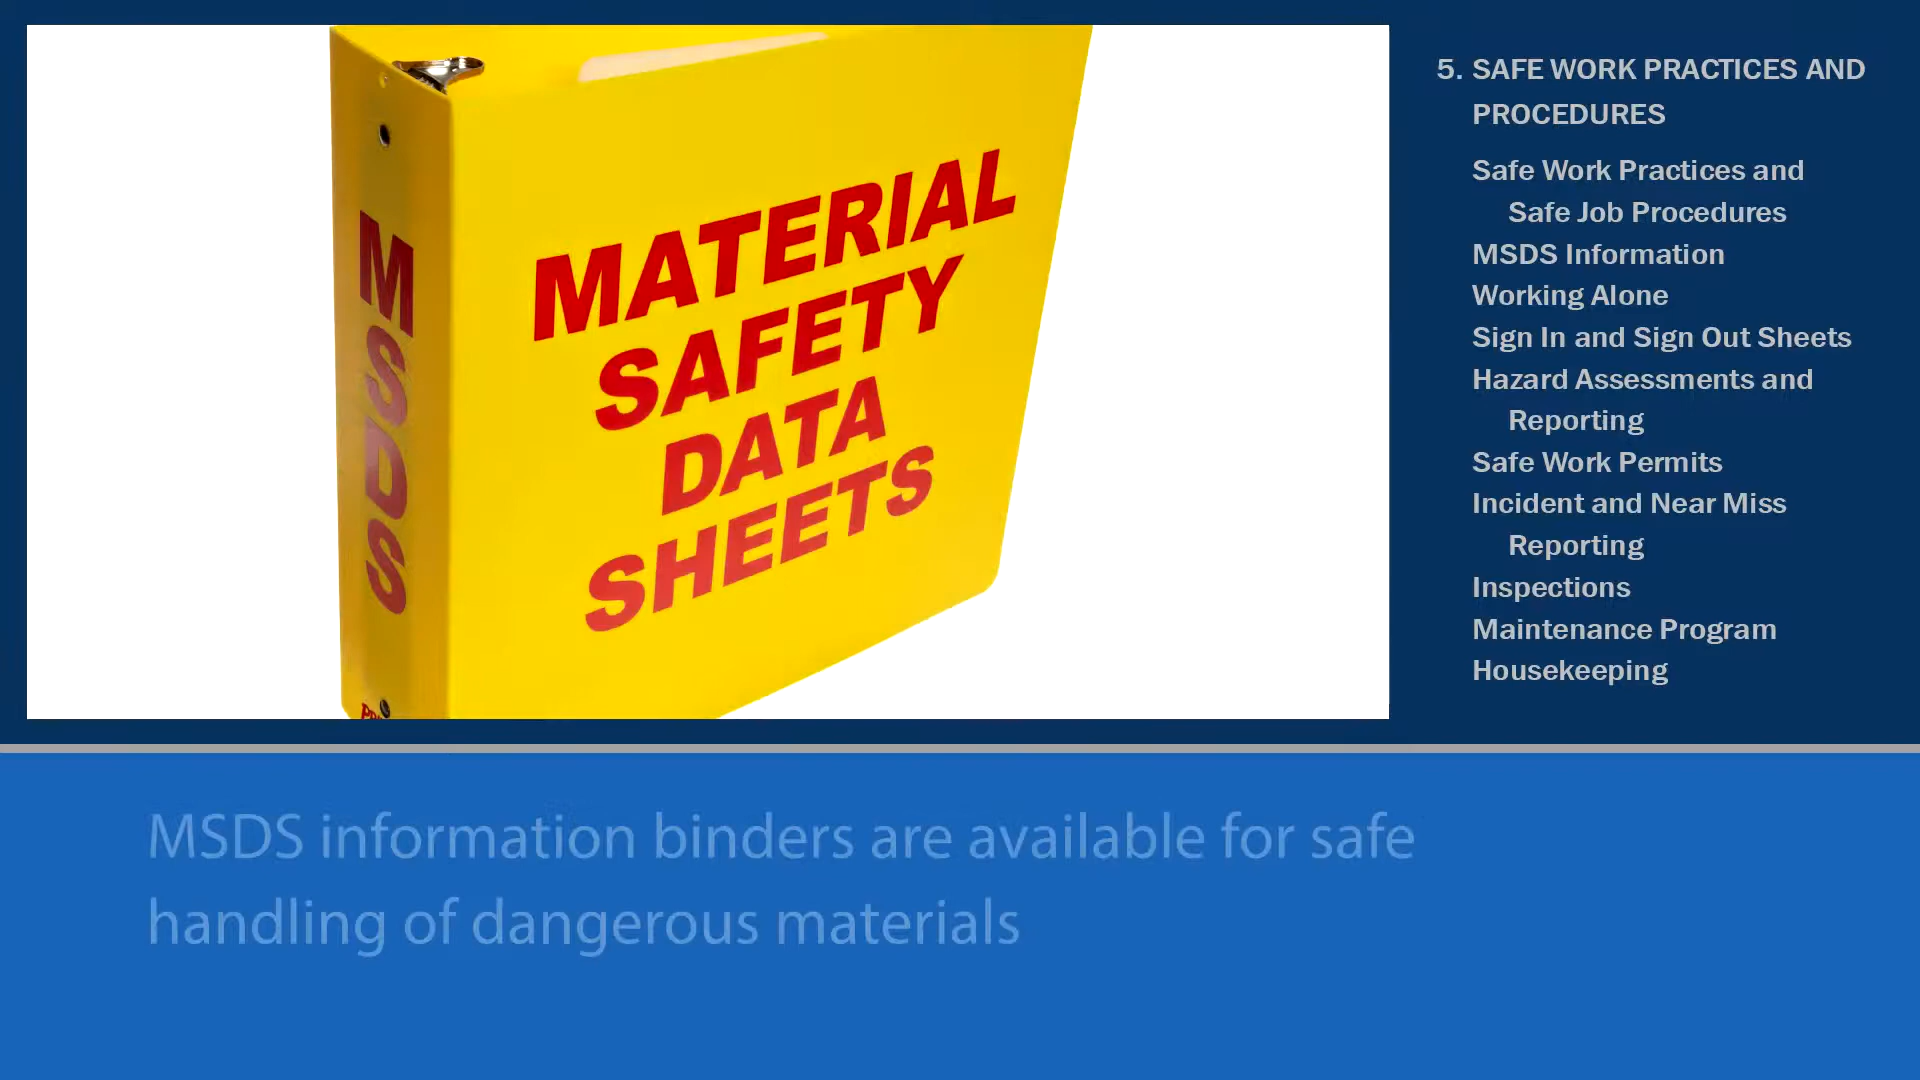 MATERIAL
SAFETY
DATA
SHEETS
MSDS
5. SAFE WORK PRACTICES AND
PROCEDURES
Safe Work Practices and
Safe Job Procedures
MSDS Information
Working Alone
Sign In and Sign Out Sheets
Hazard Assessments and
Reporting
Safe Work Permits
Incident and Near Miss
Reporting
Inspections
Maintenance Program
Housekeeping
MSDS information binders are available for safe
handling of dangerous materials